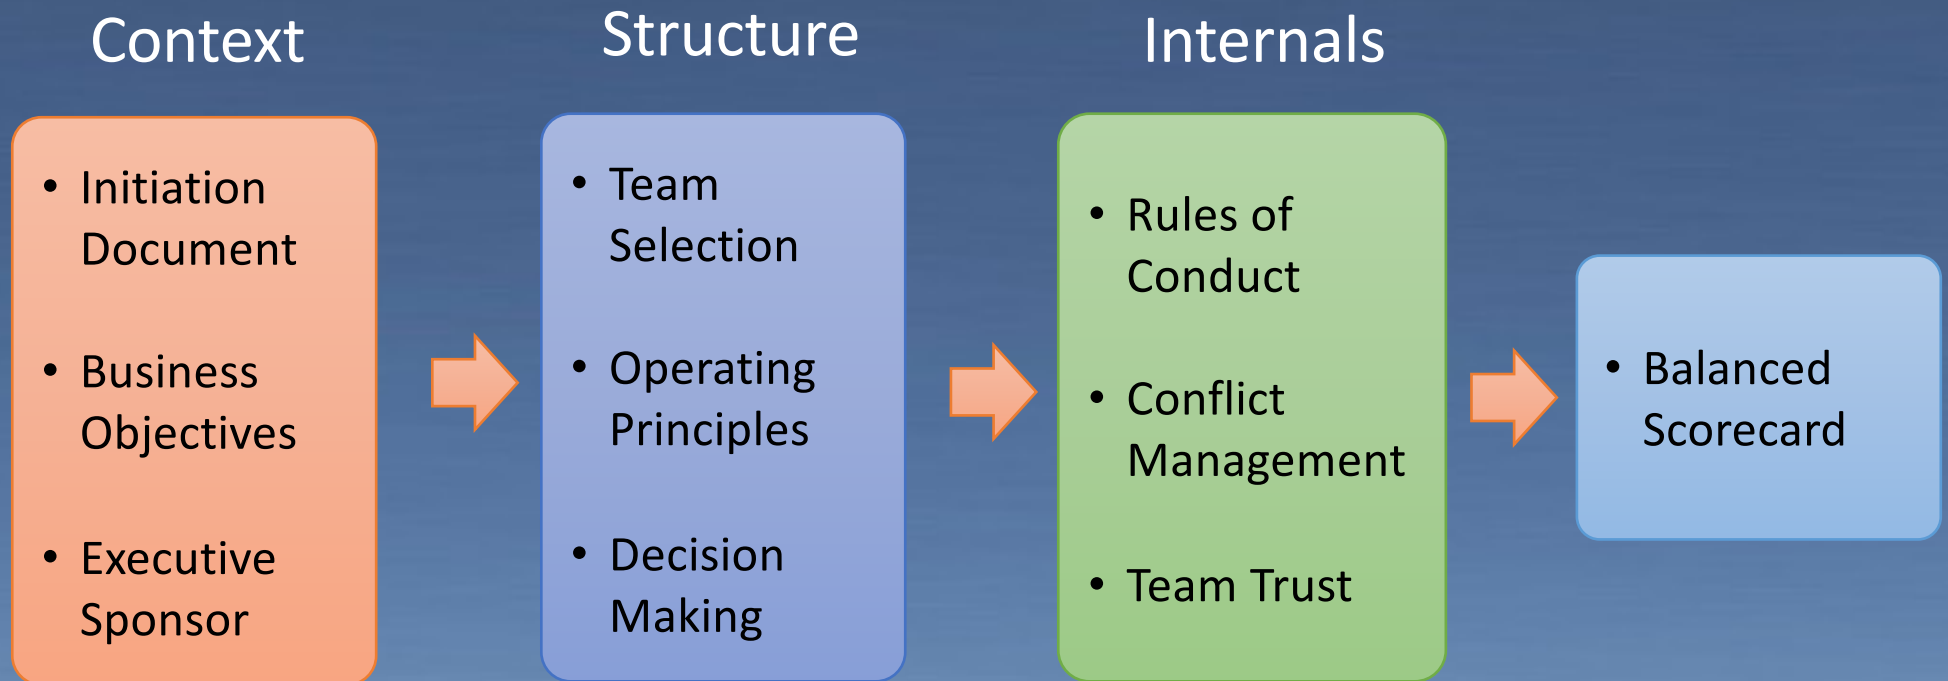 Context
• Initiation
Document
• Business
Objectives
• Executive
Sponsor
Structure
• Team
Selection
• Operating
Principles
• Decision
Making
Internals
• Rules of
Conduct
• Conflict
Management
• Team Trust
• Balanced
Scorecard